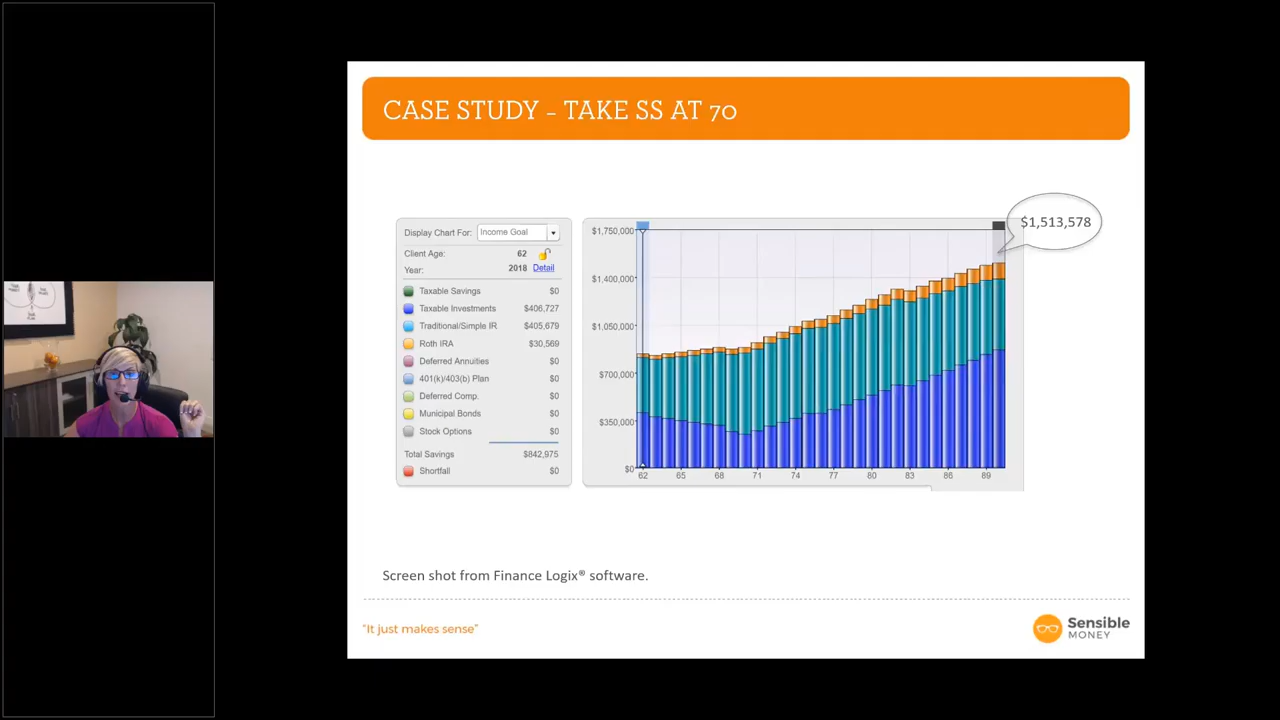 CASE STUDY – TAKE SS AT 70
Display Chart For: Income Goal
Client Age: 62
Year: 2018 Detail
Taxable Savings $0
Taxable Investments $406,727
Traditional/Simple IR $405,679
Roth IRA $30,569
Deferred Annuities $0
401(k)/403(b) Plan $0
Deferred Comp. $0
Municipal Bonds $0
Stock Options $0
Total Savings $842,975
Shortfall $0
$1,513,578
$1,750,000
$1,400,000
$1,050,000
$700,000
$350,000
$0
62 65 68 71 74 77 80 83 86 89
Screen shot from Finance Logix® software.
"It just makes sense"
Sensible
MONEY